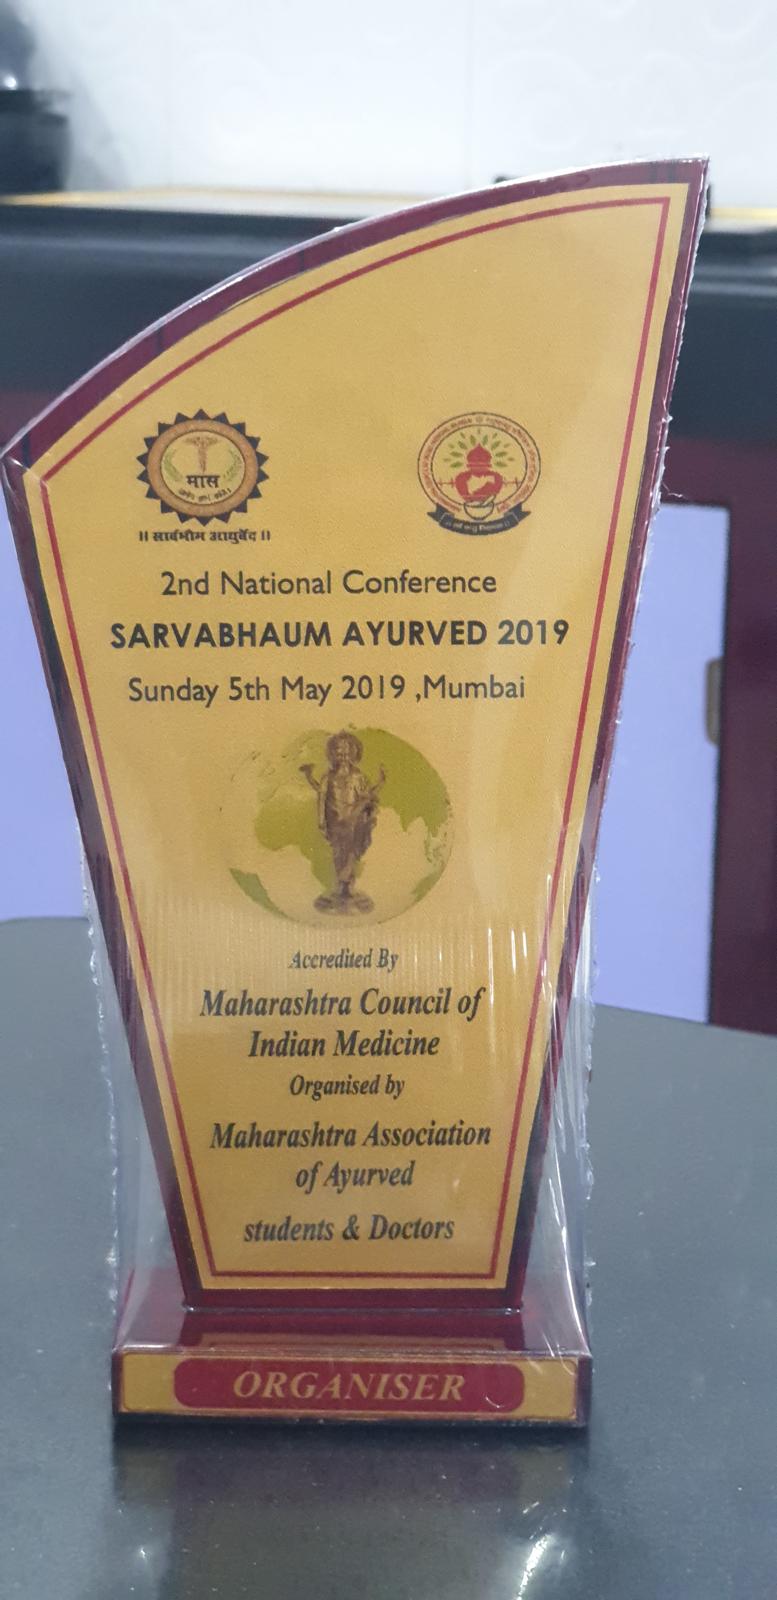 मास
॥ सार्वभौम आयुर्वेद ॥
2nd National Conference
SARVABHAUM AYURVED 2019
Sunday 5th May 2019 ,Mumbai
Accredited By
Maharashtra Council of
Indian Medicine
Organised by
Maharashtra Association
of Ayurved
students & Doctors
ORGANISER